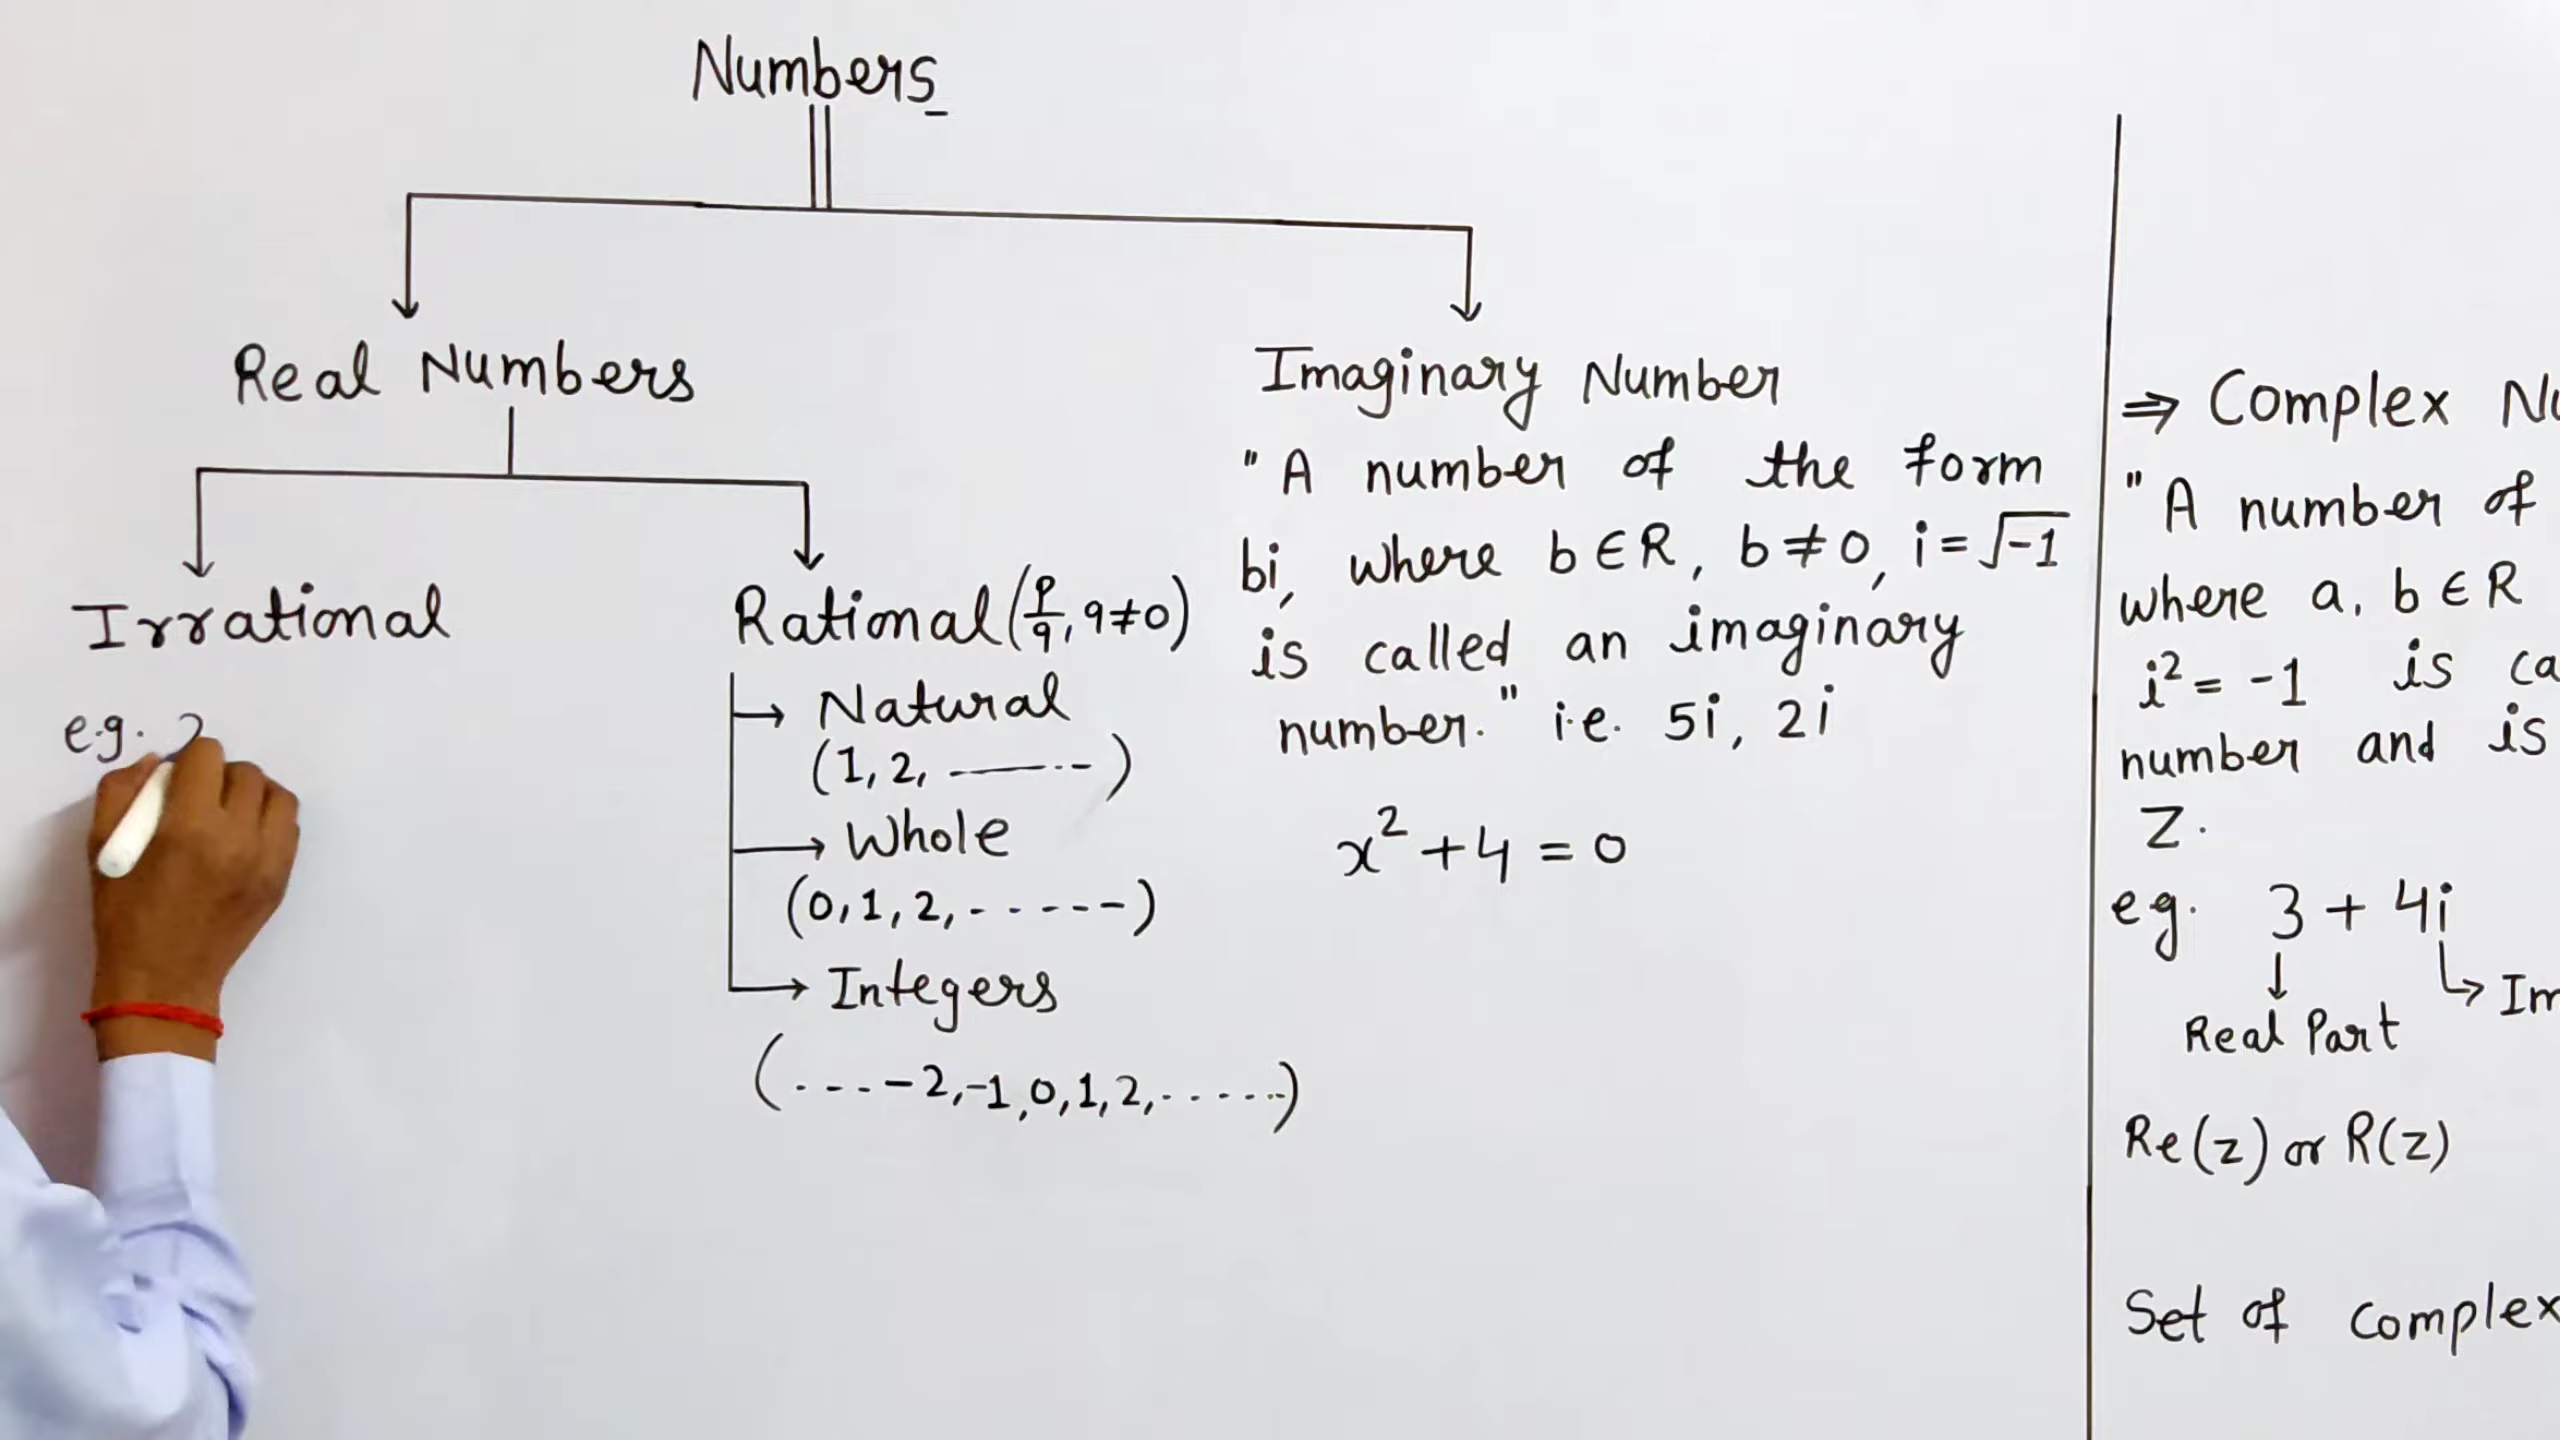 Numbers
Real Numbers
Imaginary Number
Irrational
Rational (p/q, q≠0)
e.g.
Natural
(1, 2, ------)
Whole
(0, 1, 2, ------)
Integers
(....-2, -1, 0, 1, 2, ......)
"A number of the form
bi, where b∈R, b≠0, i=√-1
is called an imaginary
number." i.e. 5i, 2i
x²+4=0
⇒ Complex
"A number of
where a, b∈R
i²=-1 is
number and is
Z.
eg. 3+4i
Real Part
Re(z) or R(z)
Set of Complex